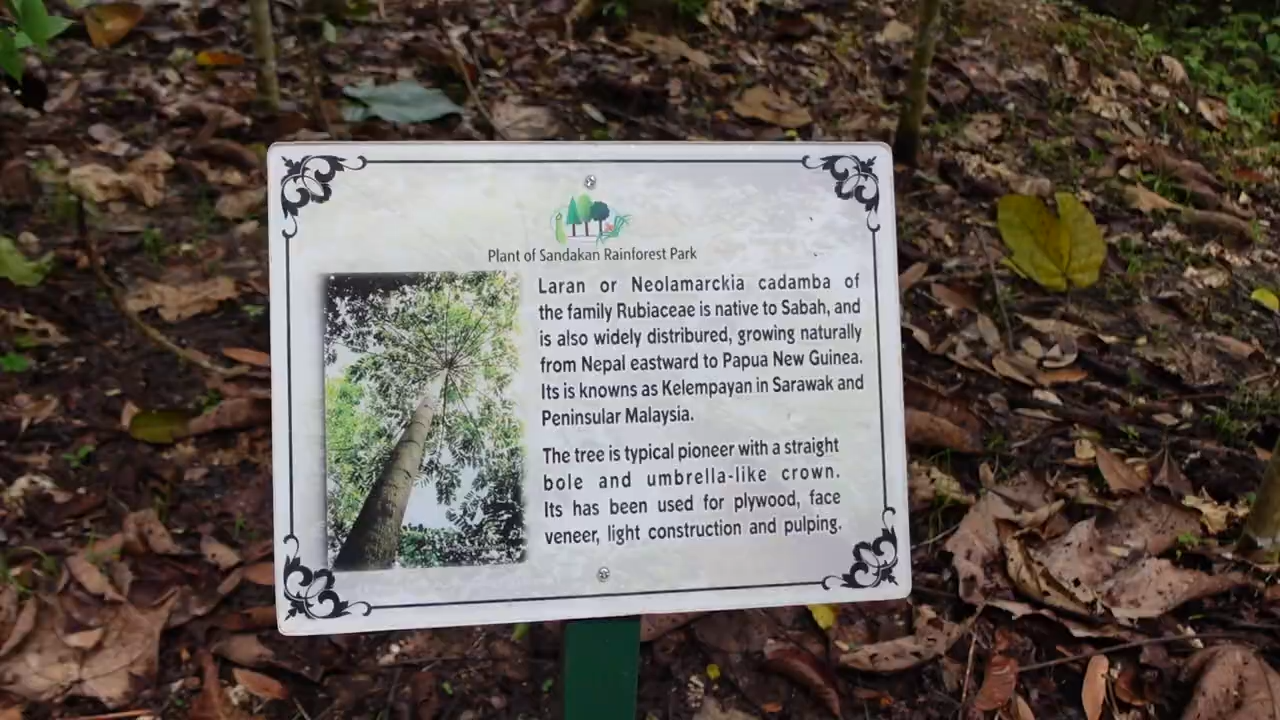 Plant of Sandakan Rainforest Park
Laran or Neolamarckia cadamba of
the family Rubiaceae is native to Sabah, and
is also widely distribured, growing naturally
from Nepal eastward to Papua New Guinea.
Its is knowns as Kelempayan in Sarawak and
Peninsular Malaysia.
The tree is typical pioneer with a straight
bole and umbrella-like crown.
Its has been used for plywood, face
veneer, light construction and pulping.